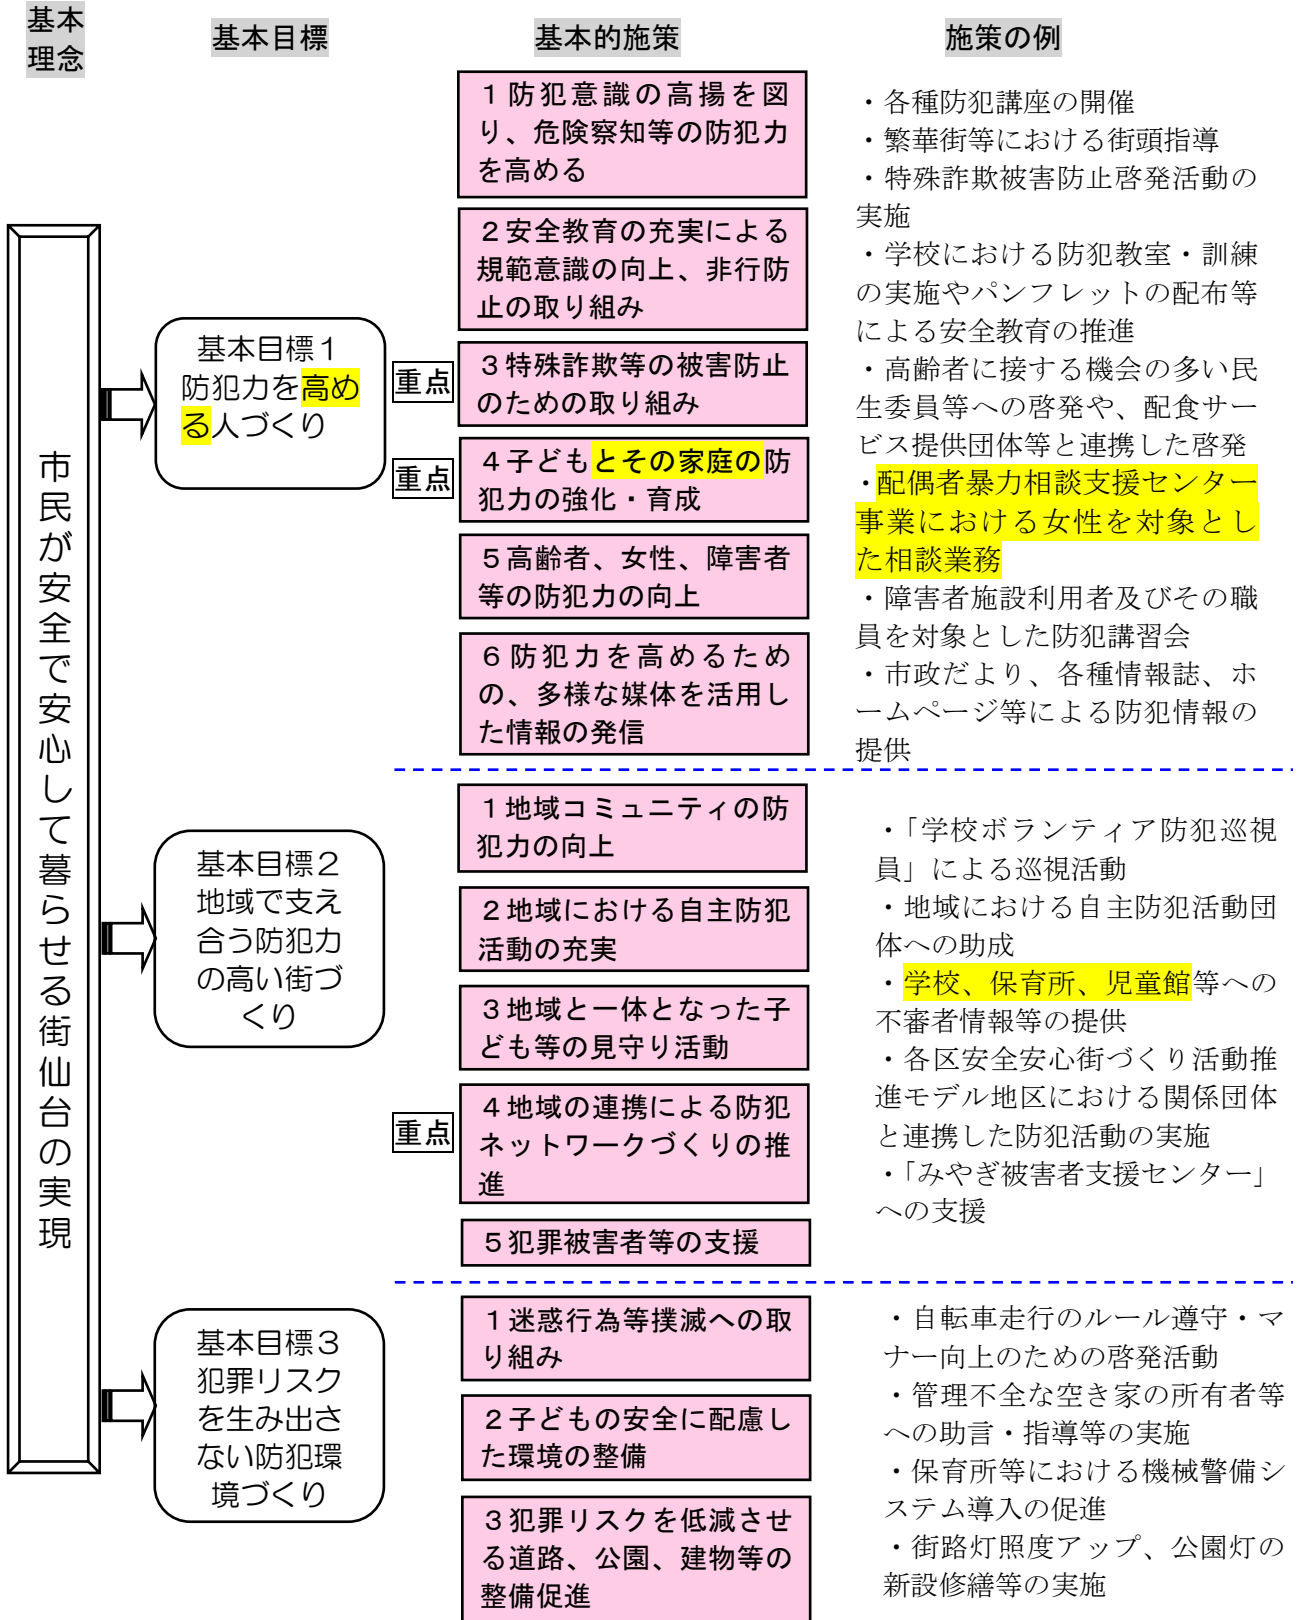 基本
理念
基本目標
基本的施策
施策の例
市民が安全で安心して暮らせる街仙台の実現
基本目標１
防犯力を高め
る人づくり
１防犯意識の高揚を図
り、危険察知等の防犯力
を高める
２安全教育の充実による
規範意識の向上、非行防
止の取り組み
重点
３特殊詐欺等の被害防止
のための取り組み
重点
４子どもとその家庭の防
犯力の強化・育成
５高齢者、女性、障害者
等の防犯力の向上
６防犯力を高めるため
の、多様な媒体を活用し
た情報の発信
・各種防犯講座の開催
・繁華街等における街頭指導
・特殊詐欺被害防止啓発活動の
実施
・学校における防犯教室・訓練
の実施やパンフレットの配布等
による安全教育の推進
・高齢者に接する機会の多い民
生委員等への啓発や、配食サー
ビス提供団体等と連携した啓発
・配偶者暴力相談支援センター
事業における女性を対象とし
た相談業務
・障害者施設利用者及びその職
員を対象とした防犯講習会
・市政だより、各種情報誌、ホ
ームページ等による防犯情報の
提供
基本目標２
地域で支え
合う防犯力
の高い街づ
くり
１地域コミュニティの防
犯力の向上
２地域における自主防犯
活動の充実
３地域と一体となった子
ども等の見守り活動
重点
４地域の連携による防犯
ネットワークづくりの推
進
５犯罪被害者等の支援
・「学校ボランティア防犯巡視
員」による巡視活動
・地域における自主防犯活動団
体への助成
・学校、保育所、児童館等への
不審者情報等の提供
・各区安全安心街づくり活動推
進モデル地区における関係団体
と連携した防犯活動の実施
・「みやぎ被害者支援センター」
への支援
基本目標３
犯罪リスク
を生み出さ
ない防犯環
境づくり
１迷惑行為等撲滅への取
り組み
２子どもの安全に配慮し
た環境の整備
３犯罪リスクを低減させ
る道路、公園、建物等の
整備促進
・自転車走行のルール遵守・マ
ナー向上のための啓発活動
・管理不全な空き家の所有者等
への助言・指導等の実施
・保育所等における機械警備シ
ステム導入の促進
・街路灯照度アップ、公園灯の
新設修繕等の実施